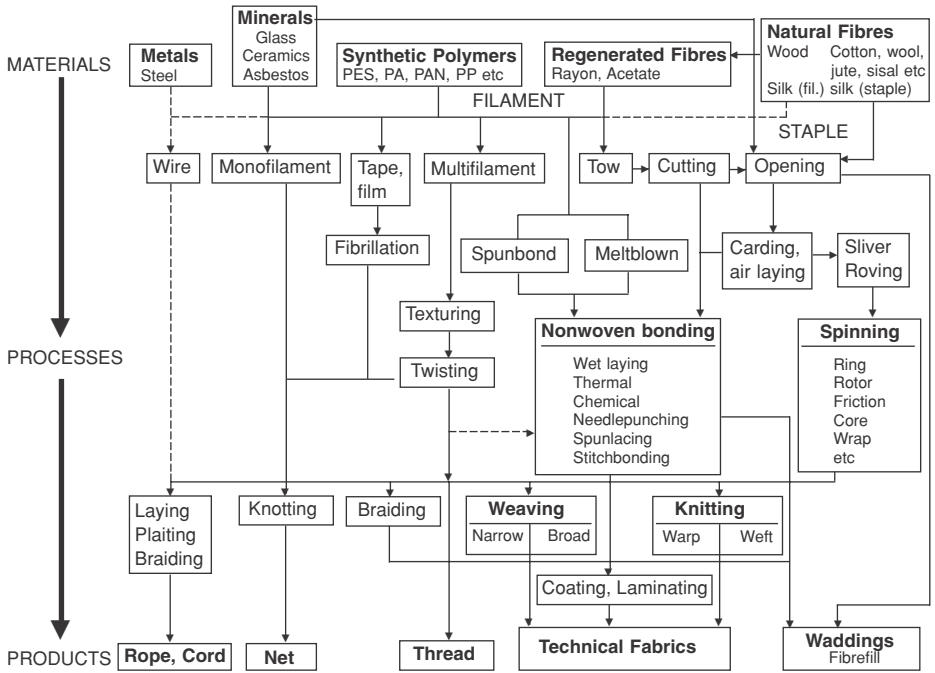 MATERIALS
Metals
Steel
Minerals
Glass
Ceramics
Asbestos
Synthetic Polymers
PES, PA, PAN, PP etc
Regenerated Fibres
Rayon, Acetate
Natural Fibres
Wood Cotton, wool,
jute, sisal etc
Silk (fil.) silk (staple)
FILAMENT
STAPLE
Wire
Monofilament
Tape,
film
Multifilament
Tow
Cutting
Opening
Fibrillation
Spunbond
Meltblown
Carding,
air laying
Sliver
Roving
Texturing
PROCESSES
Twisting
Nonwoven bonding
Wet laying
Thermal
Chemical
Needlepunching
Spunlacing
Stitchbonding
Spinning
Ring
Rotor
Friction
Core
Wrap
etc
Laying
Plaiting
Braiding
Knotting
Braiding
Weaving
Narrow Broad
Knitting
Warp Weft
Coating, Laminating
PRODUCTS
Rope, Cord
Net
Thread
Technical Fabrics
Waddings
Fibrefill